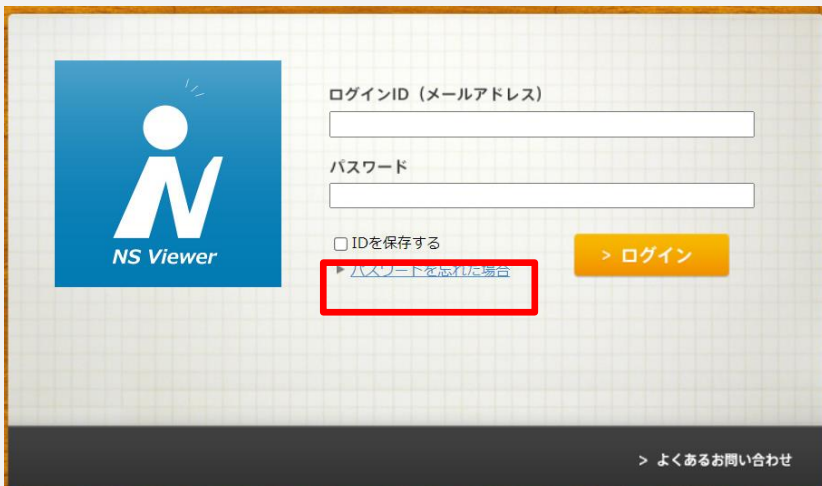 ログインID（メールアドレス）
パスワード
IDを保存する
パスワードを忘れた場合
> ログイン
NS Viewer
> よくあるお問い合わせ